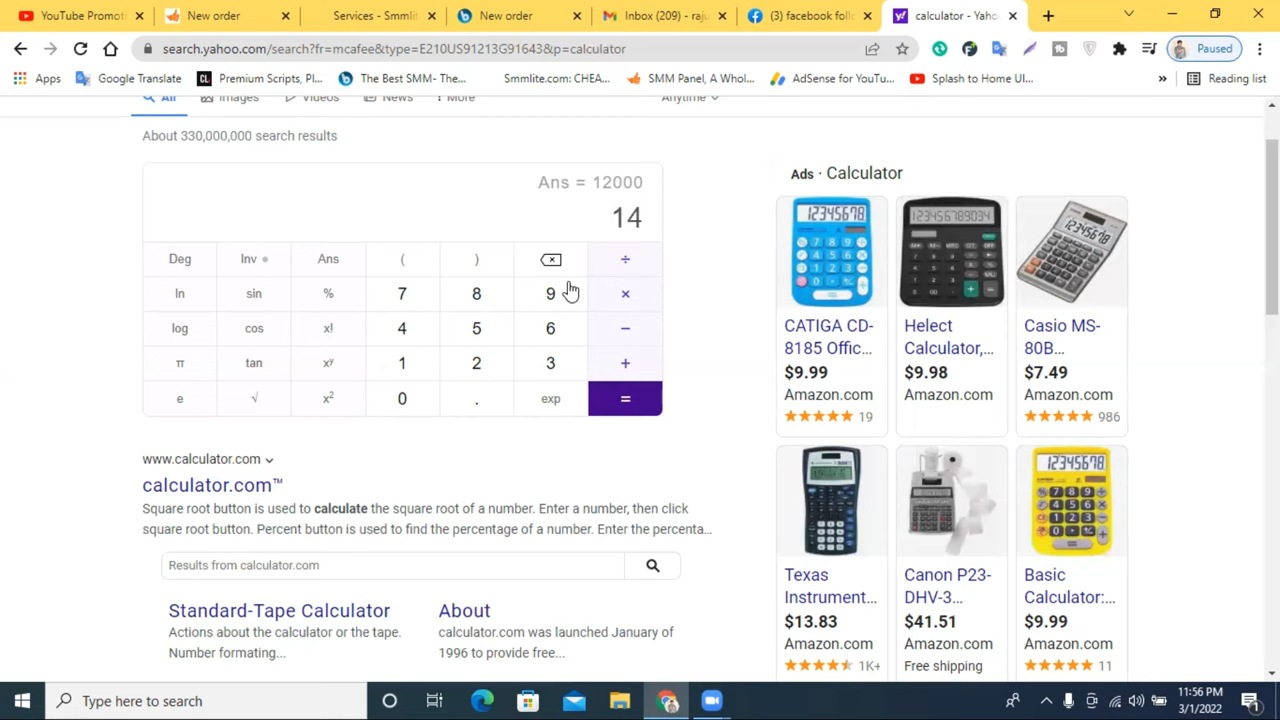 YouTube Promot
New order
Services - Smmlit
New order
Inbox (209) - raju
(3) facebook foll
calculator - Yaho
search.yahoo.com/search?fr=mcafee&type=E210US91213G91643&p=calculator
Paused
Apps
Google Translate
Premium Scripts, Pl...
The Best SMM- The...
Smmlite.com: CHEA...
SMM Panel, A Whol...
AdSense for YouTu...
Splash to Home UI...
»
Reading list
All
Images
Videos
News
More
Anytime
About 330,000,000 search results
Ans = 12000
14
Deg Inv Ans ( ) ÷
ln sin % 7 8 9 ×
log cos x! 4 5 6 −
π tan xʸ 1 2 3 +
e √ x² 0 . exp =
Ads · Calculator
CATIGA CD-
8185 Offic...
$9.99
Amazon.com
19
Helect
Calculator,...
$9.98
Amazon.com
Casio MS-
80B...
$7.49
Amazon.com
986
www.calculator.com
calculator.com™
Square root button is used to calculate the square root of a number. Enter a number, then click
square root button. Percent button is used to find the percentage of a number. Enter the percenta...
Results from calculator.com
Standard-Tape Calculator
Actions about the calculator or the tape.
Number formating...
About
calculator.com was launched January of
1996 to provide free...
Texas
Instrument...
$13.83
Amazon.com
1K+
Canon P23-
DHV-3...
$41.51
Amazon.com
Free shipping
Basic
Calculator:...
$9.99
Amazon.com
11
Type here to search
11:56 PM
3/1/2022